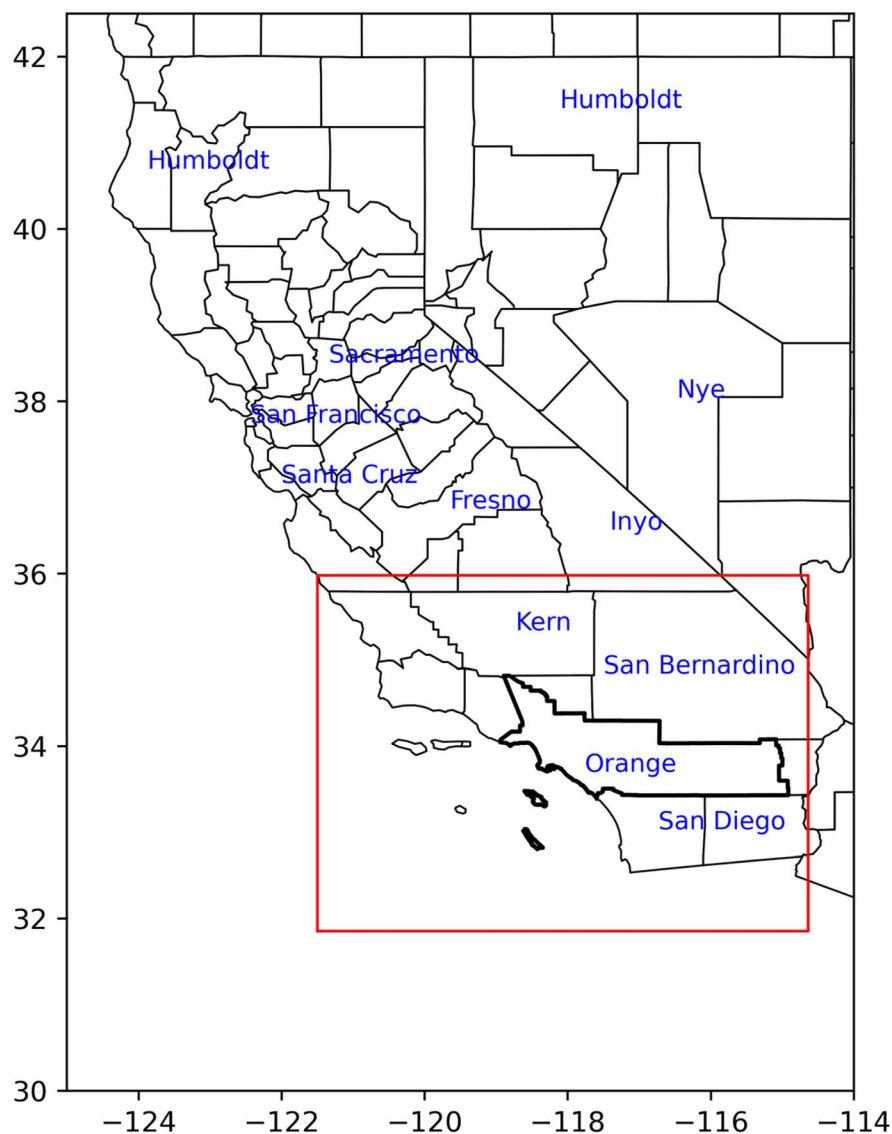 42
Humboldt
Humboldt
40
Sacramento
Nye
38
San Francisco
Santa Cruz
Fresno
Inyo
36
Kern
San Bernardino
34
Orange
San Diego
32
30
−124 −122 −120 −118 −116 −114